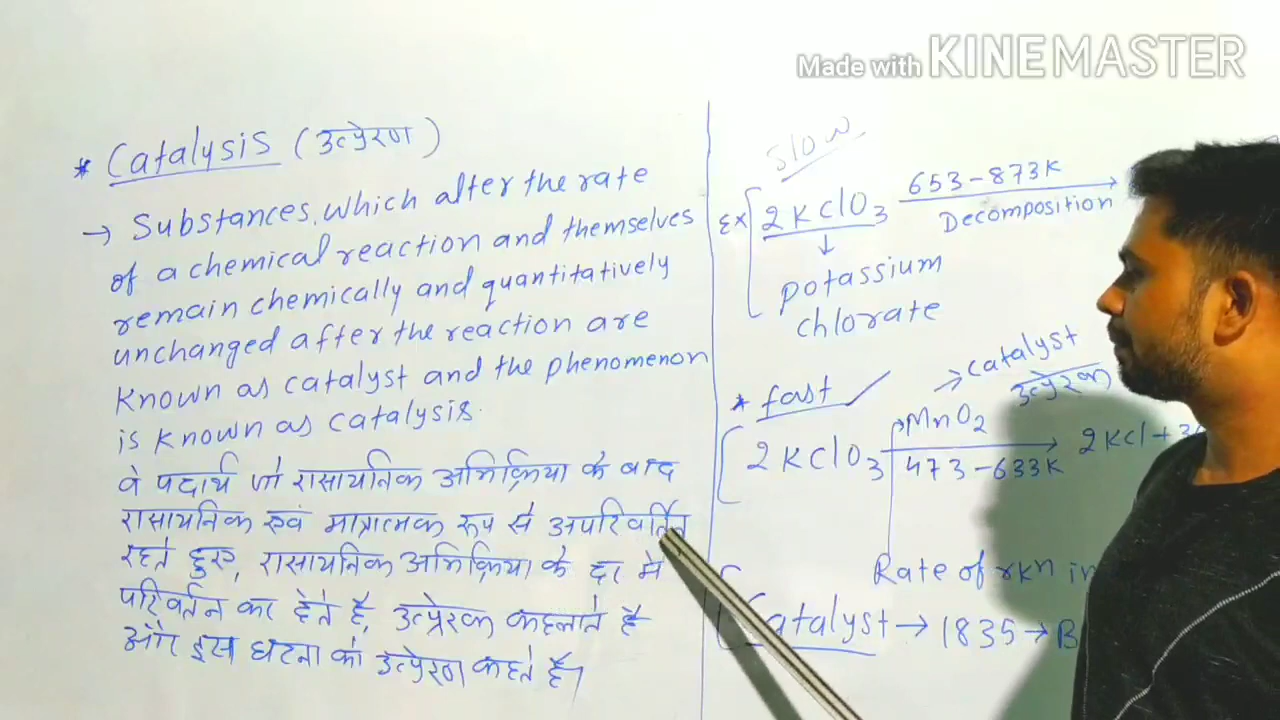 Made with KINEMASTER
* Catalysis (उत्प्रेरण)
→ Substances, which alter the rate
of a chemical reaction and themselves
remain chemically and quantitatively
unchanged after the reaction are
known as catalyst and the phenomenon
is known as catalysis.
वे पदार्थ जो रासायनिक अभिक्रिया के बाद
रासायनिक एवं मात्रात्मक रूप से अपरिवर्तित
रहते हुए, रासायनिक अभिक्रिया के दर मे
परिवर्तन कर देते है, उत्प्रेरक कहलाते है
और इस घटना को उत्प्रेरण कहते है।
Slow
Ex 2KClO3 653-873K →
Decomposition
↓
potassium
chlorate
→ catalyst
उत्प्रेरक
* fast ✓
MnO2
2KClO3 → 2KCl + 3
473-633K
Rate of rxn in
Catalyst → 1835 → B